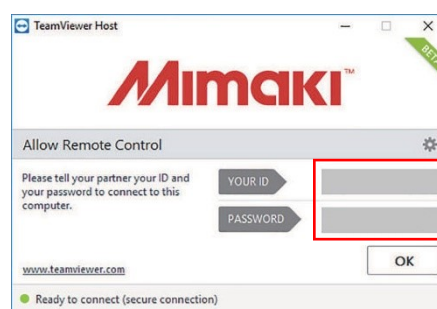 TeamViewer Host
BETA
Mimaki™
Allow Remote Control
Please tell your partner your ID and
your password to connect to this
computer.
YOUR ID
PASSWORD
OK
www.teamviewer.com
Ready to connect (secure connection)